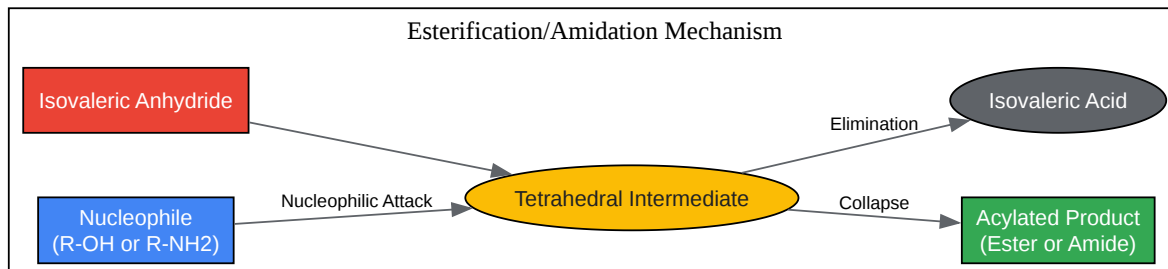 Esterification/Amidation Mechanism
Isovaleric Anhydride
Isovaleric Acid
Elimination
Nucleophilic Attack
Tetrahedral Intermediate
Collapse
Nucleophile
(R-OH or R-NH2)
Acylated Product
(Ester or Amide)